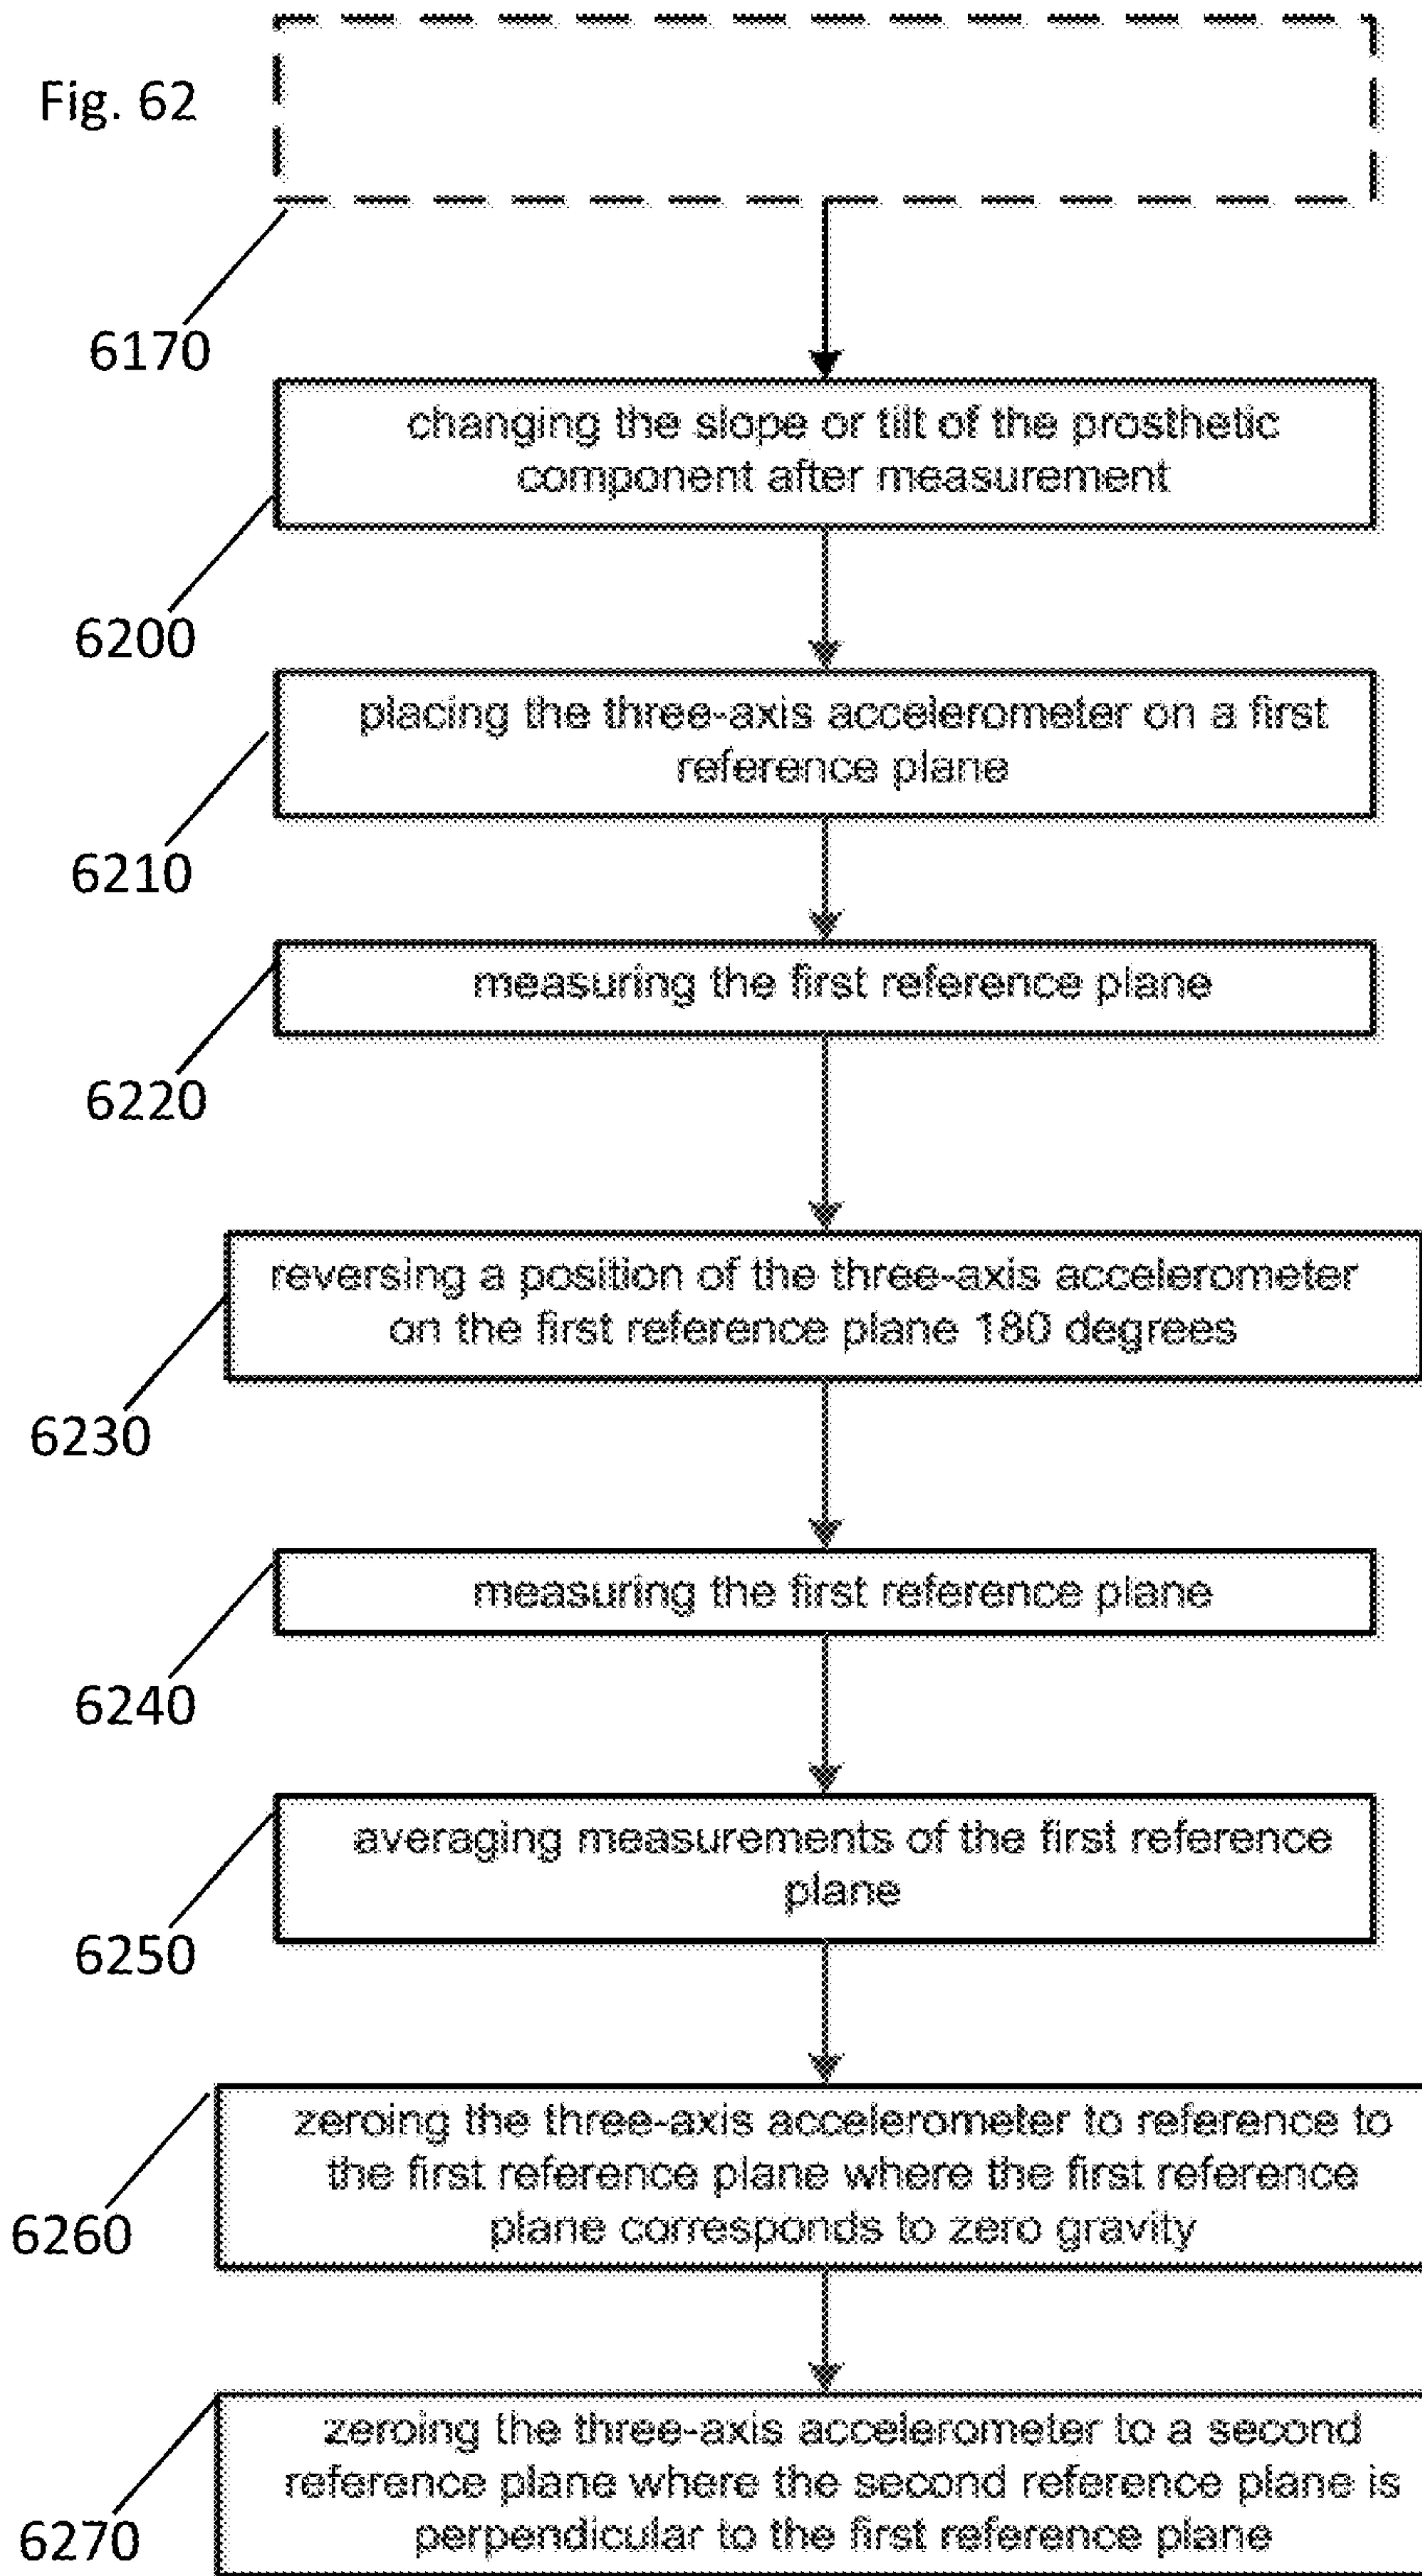 Fig. 62
6170
changing the slope or tilt of the prosthetic
component after measurement
6200
placing the three-axis accelerometer on a first
reference plane
6210
measuring the first reference plane
6220
reversing a position of the three-axis accelerometer
on the first reference plane 180 degrees
6230
measuring the first reference plane
6240
averaging measurements of the first reference
plane
6250
zeroing the three-axis accelerometer to reference to
the first reference plane where the first reference
plane corresponds to zero gravity
6260
zeroing the three-axis accelerometer to a second
reference plane where the second reference plane is
perpendicular to the first reference plane
6270